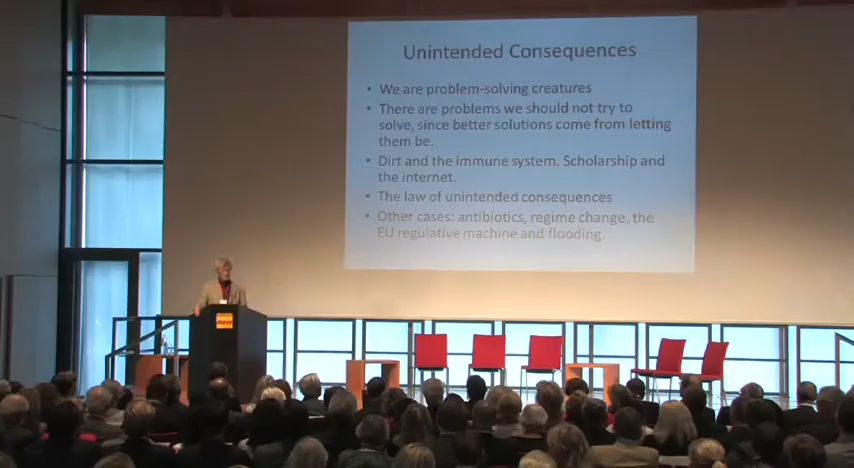 Unintended Consequences
• We are problem-solving creatures
• There are problems we should not try to
solve, since better solutions come from letting
them be.
• Dirt and the immune system. Scholarship and
the internet.
• The law of unintended consequences
• Other cases: antibiotics, regime change, the
EU regulative machine and flooding.